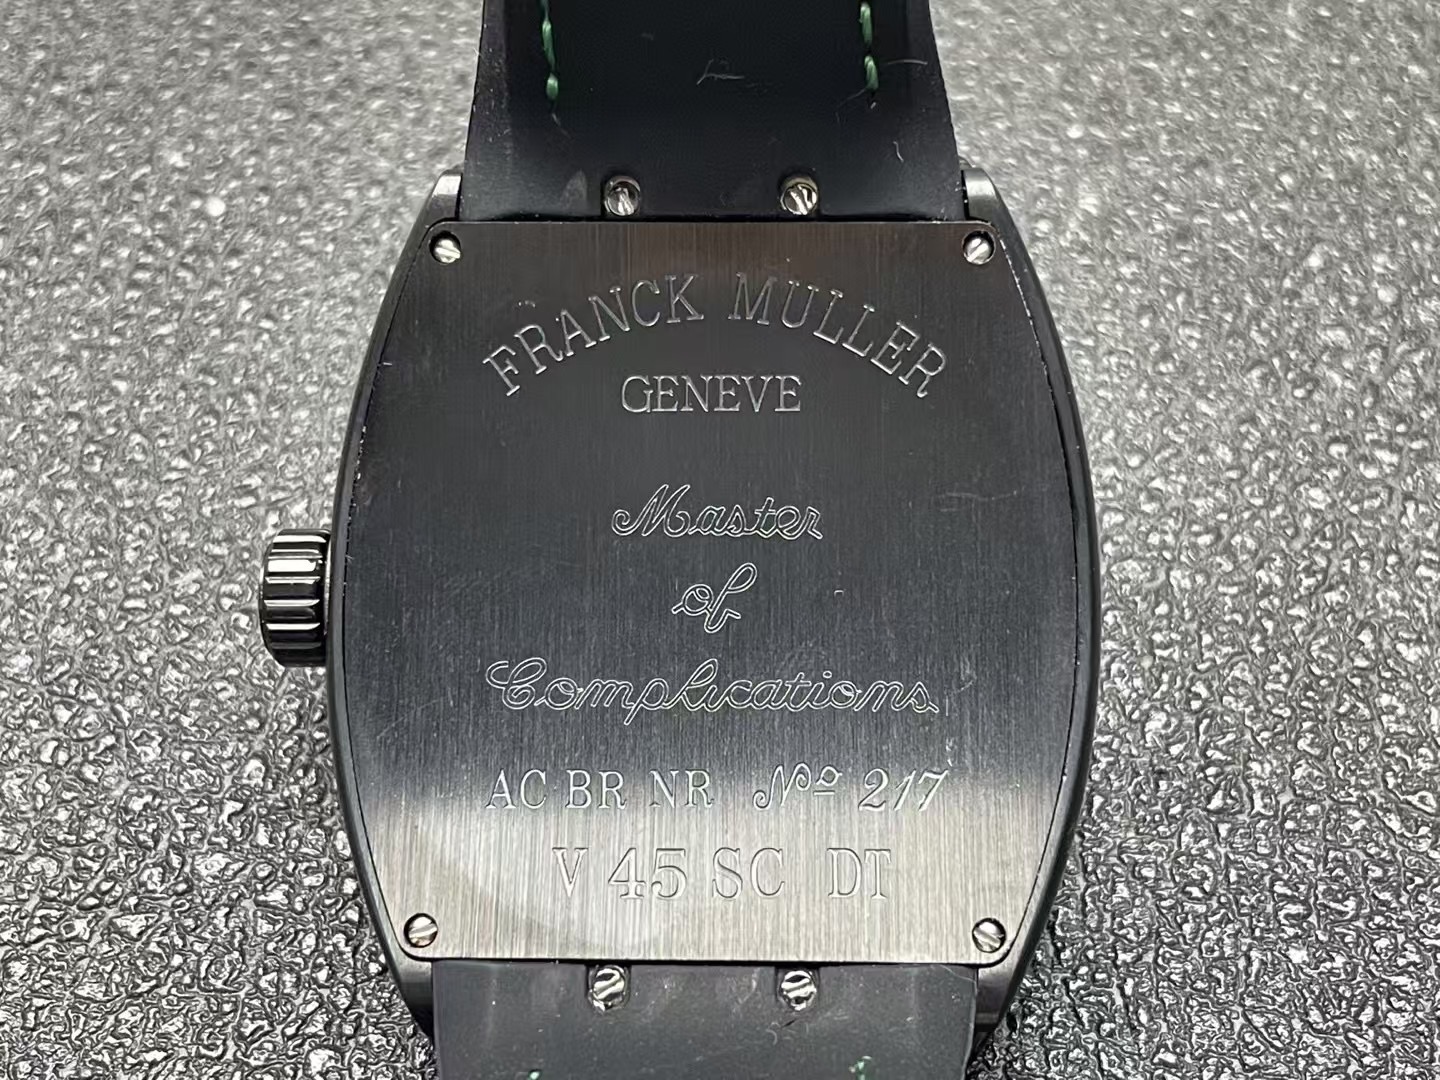 FRANCK MULLER
GENEVE
Master
of
Complications
AC BR NR Nº 217
V 45 SC DT